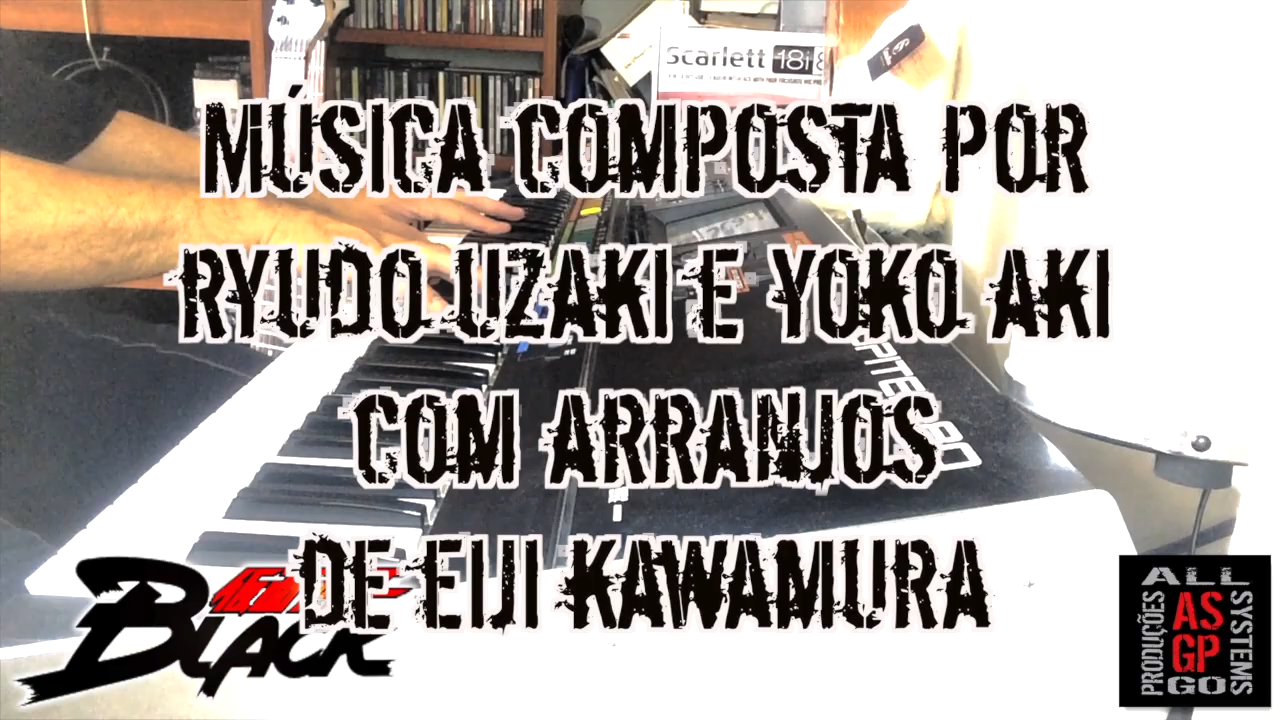 Scarlett 18i8
MÚSICA COMPOSTA POR
RYUDO UZAKI E YOKO AKI
COM ARRANJOS
DE EIJI KAWAMURA
BLACK
ALL
SYSTEMS
GO
PRODUÇÕES
AS
GP